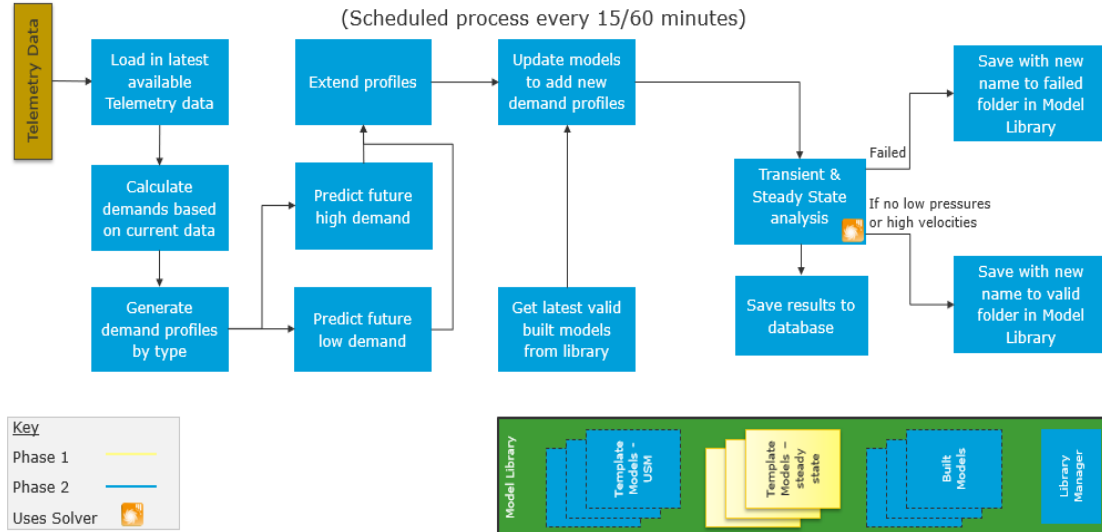 (Scheduled process every 15/60 minutes)
Telemetry Data
Load in latest
available
Telemetry data
Extend profiles
Update models
to add new
demand profiles
Save with new
name to failed
folder in Model
Library
Calculate
demands based
on current data
Predict future
high demand
Transient &
Steady State
analysis
Failed
If no low pressures
or high velocities
Generate
demand profiles
by type
Predict future
low demand
Get latest valid
built models
from library
Save results to
database
Save with new
name to valid
folder in Model
Library
Key
Phase 1
Phase 2
Uses Solver
Model Library
Template
Models -
USM
Template
Models –
steady
state
Built
Models
Library
Manager